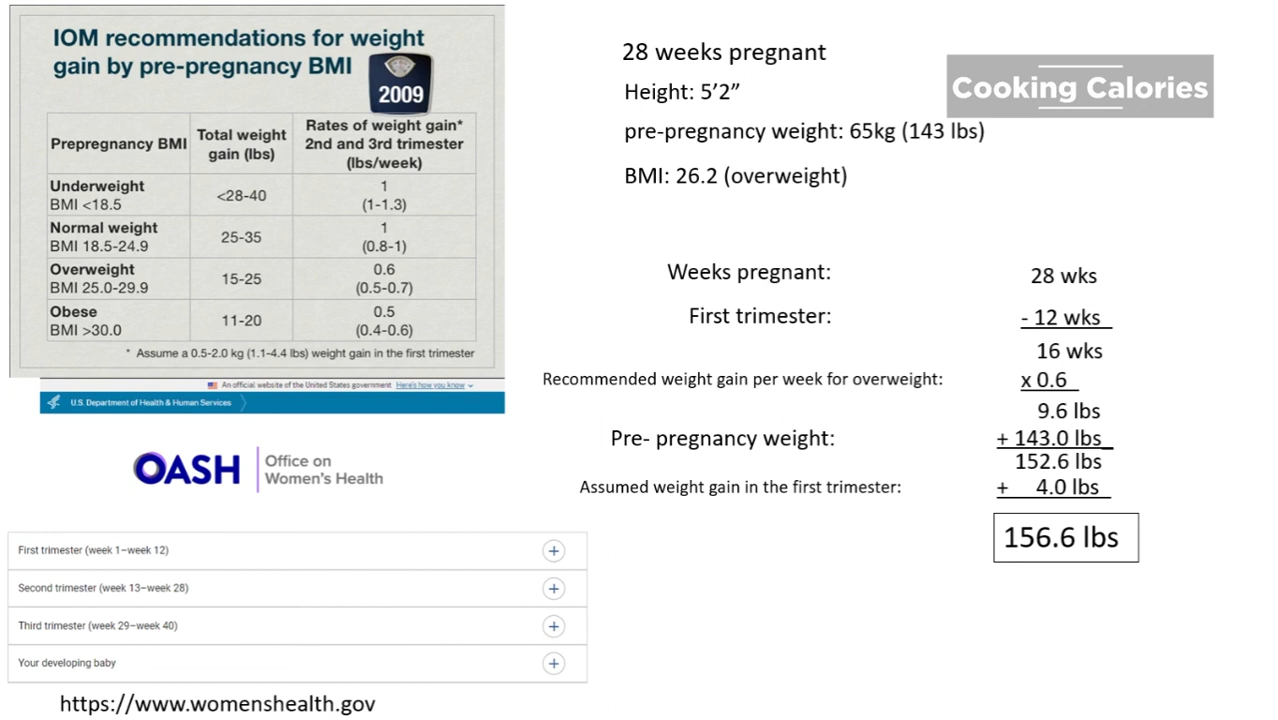 IOM recommendations for weight
gain by pre-pregnancy BMI
2009
Prepregnancy BMI
Total weight
gain (lbs)
Rates of weight gain*
2nd and 3rd trimester
(lbs/week)
Underweight
BMI <18.5
<28-40
1
(1-1.3)
Normal weight
BMI 18.5-24.9
25-35
1
(0.8-1)
Overweight
BMI 25.0-29.9
15-25
0.6
(0.5-0.7)
Obese
BMI >30.0
11-20
0.5
(0.4-0.6)
* Assume a 0.5-2.0 kg (1.1-4.4 lbs) weight gain in the first trimester
An official website of the United States government Here's how you know
U.S. Department of Health & Human Services
OASH
Office on
Women's Health
First trimester (week 1–week 12)
Second trimester (week 13–week 28)
Third trimester (week 29–week 40)
Your developing baby
https://www.womenshealth.gov
28 weeks pregnant
Height: 5’2”
pre-pregnancy weight: 65kg (143 lbs)
BMI: 26.2 (overweight)
Cooking Calories
Weeks pregnant: 28 wks
First trimester: - 12 wks
16 wks
Recommended weight gain per week for overweight: x 0.6
9.6 lbs
Pre- pregnancy weight: + 143.0 lbs
152.6 lbs
Assumed weight gain in the first trimester: + 4.0 lbs
156.6 lbs